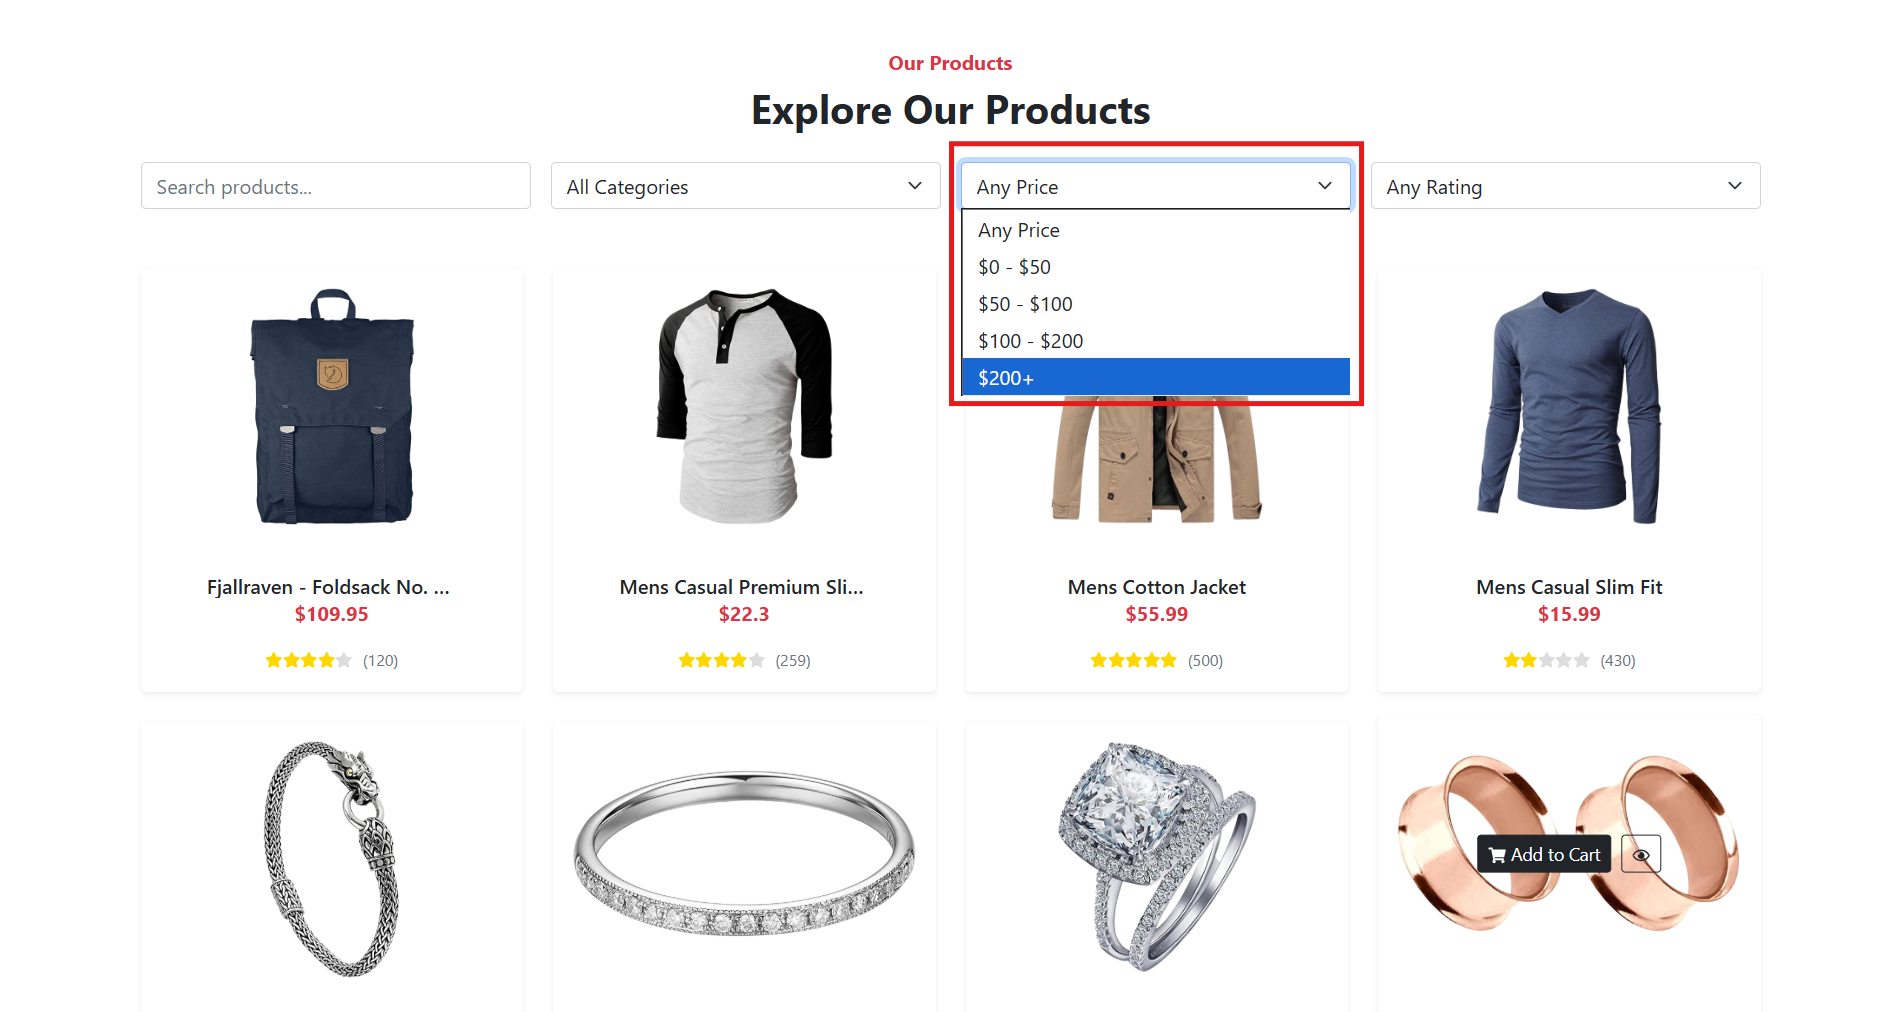 Our Products
Explore Our Products
Search products...
All Categories
Any Price
Any Rating
Any Price
$0 - $50
$50 - $100
$100 - $200
$200+
Fjallraven - Foldsack No. ...
$109.95
(120)
Mens Casual Premium Sli...
$22.3
(259)
Mens Cotton Jacket
$55.99
(500)
Mens Casual Slim Fit
$15.99
(430)
Add to Cart